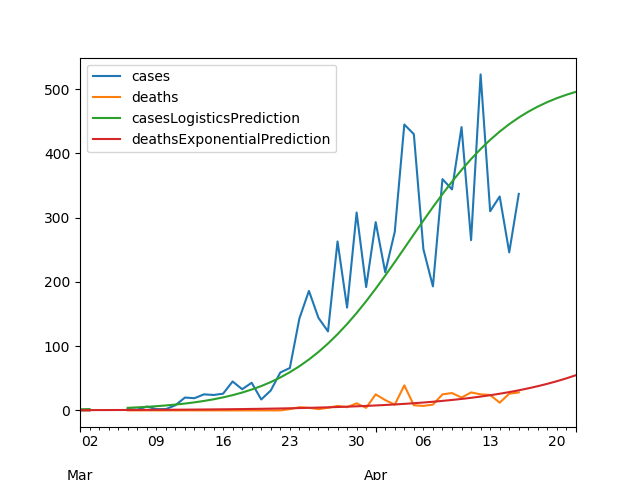 cases
deaths
casesLogisticsPrediction
deathsExponentialPrediction
500
400
300
200
100
0
02 09 16 23 30 06 13 20
Mar Apr